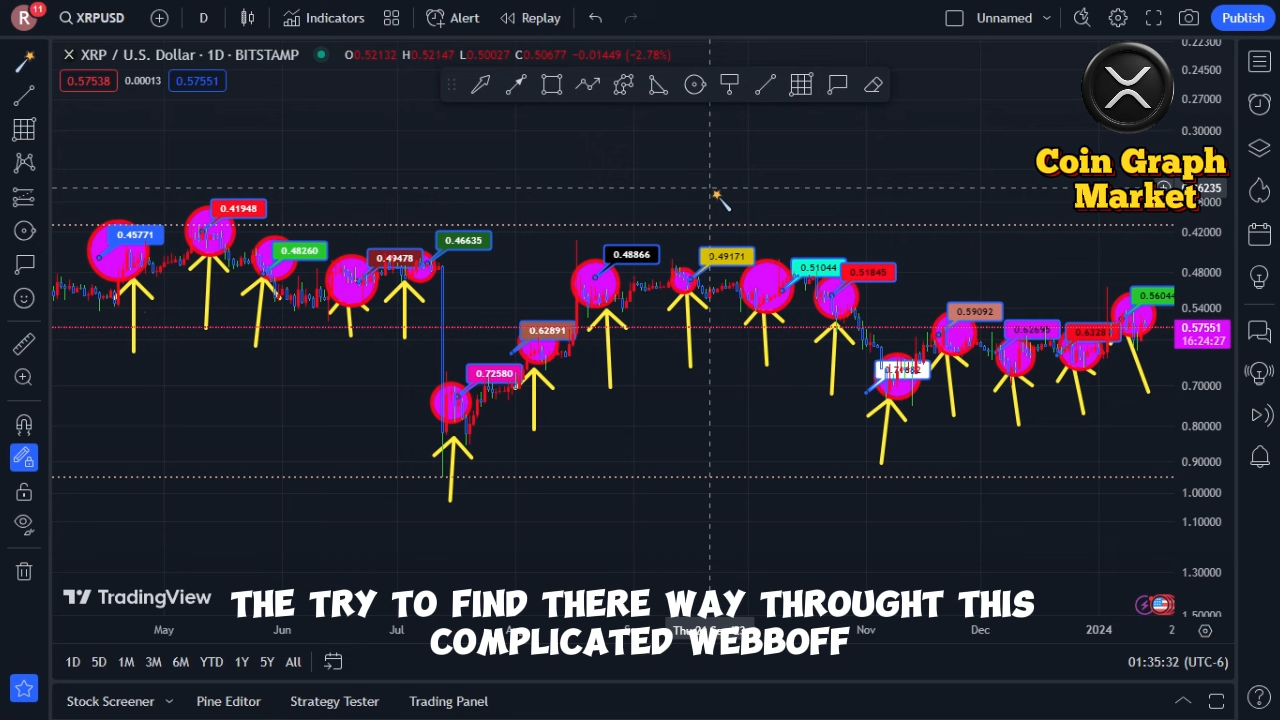 R
11
XRPUSD
D
Indicators
Alert
Replay
Unnamed
Publish
XRP / U.S. Dollar · 1D · BITSTAMP
O0.52132 H0.52147 L0.50027 C0.50677 -0.01449 (-2.78%)
0.57538
0.00013
0.57551
0.22300
0.24500
0.27000
0.30000
Coin Graph
Market
0.42000
0.48000
0.54000
0.57551
16:24:27
0.70000
0.80000
0.90000
1.00000
1.10000
1.30000
1.50000
0.45771
0.41948
0.48260
0.49478
0.46635
0.72580
0.62891
0.48866
0.49171
0.51044
0.51845
0.59092
0.62695
TradingView
THE TRY TO FIND THERE WAY THROUGHT THIS
COMPLICATED WEBBOFF
May
Jun
Jul
Nov
Dec
2024
2
1D 5D 1M 3M 6M YTD 1Y 5Y All
01:35:32 (UTC-6)
Stock Screener
Pine Editor
Strategy Tester
Trading Panel